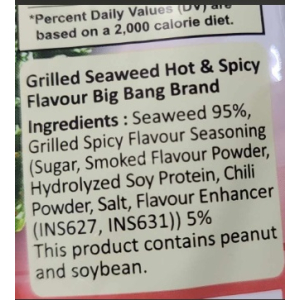 *Percent Daily Values (DV) are
based on a 2,000 calorie diet.
Grilled Seaweed Hot & Spicy
Flavour Big Bang Brand
Ingredients : Seaweed 95%,
Grilled Spicy Flavour Seasoning
(Sugar, Smoked Flavour Powder,
Hydrolyzed Soy Protein, Chili
Powder, Salt, Flavour Enhancer
(INS627, INS631)) 5%
This product contains peanut
and soybean.